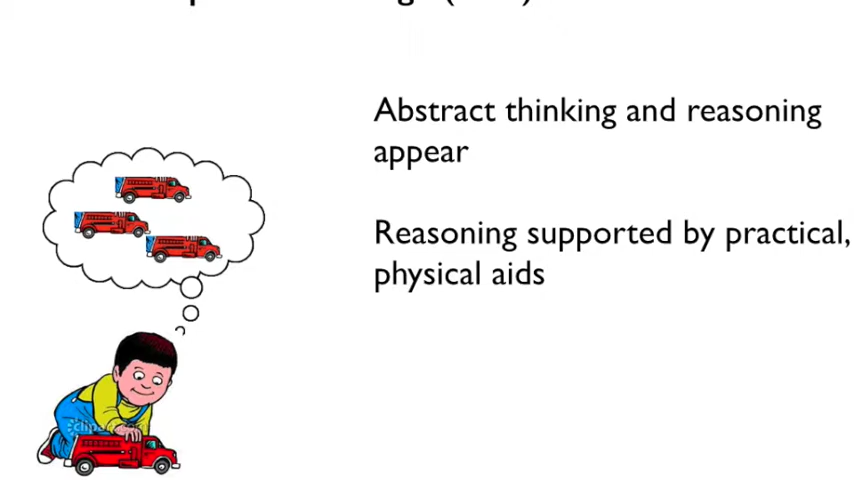 Abstract thinking and reasoning
appear
Reasoning supported by practical,
physical aids